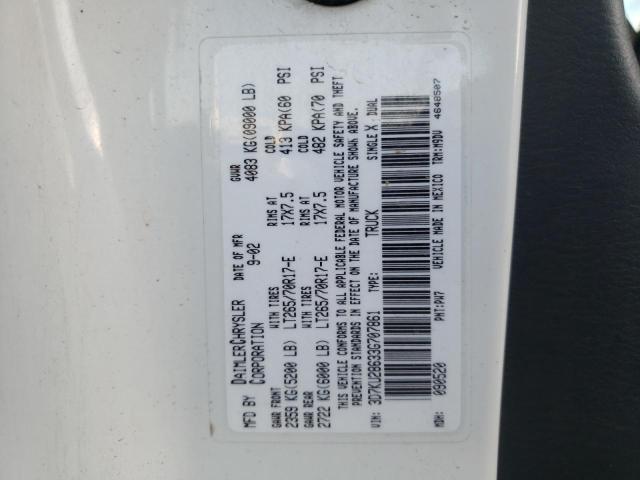 MFD BY DAIMLERCHRYSLER CORPORATION DATE OF MFR 9-02 GVWR 4083 KG(09000 LB)
GAWR FRONT WITH TIRES RIMS AT COLD
2359 KG(5200 LB) LT265/70R17-E 17X7.5 413 KPA(60 PSI
GAWR REAR WITH TIRES RIMS AT COLD
2722 KG(6000 LB) LT265/70R17-E 17X7.5 482 KPA(70 PSI
THIS VEHICLE CONFORMS TO ALL APPLICABLE FEDERAL MOTOR VEHICLE SAFETY AND THEFT
PREVENTION STANDARDS IN EFFECT ON THE DATE OF MANUFACTURE SHOWN ABOVE.
VIN: 3D7KU28633G707861 TYPE: TRUCK SINGLE X DUAL
MDH: 090520 PNT:PW7 VEHICLE MADE IN MEXICO TRM:M9DV 4648507